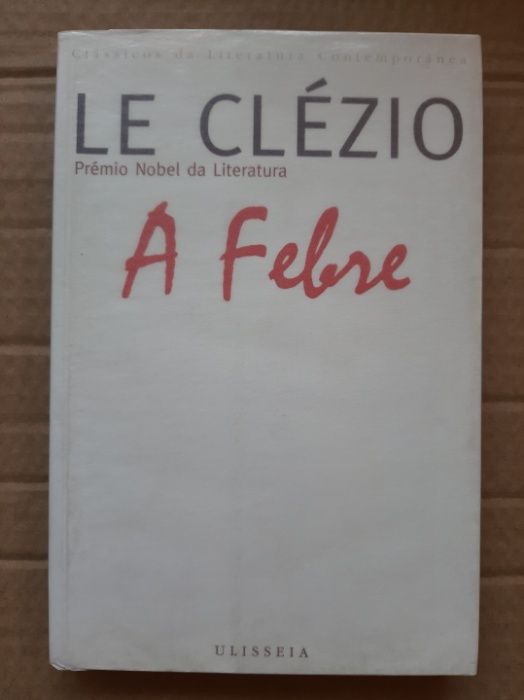 Clássicos da Literatura Contemporânea
LE CLÉZIO
Prémio Nobel da Literatura
A Febre
ULISSEIA